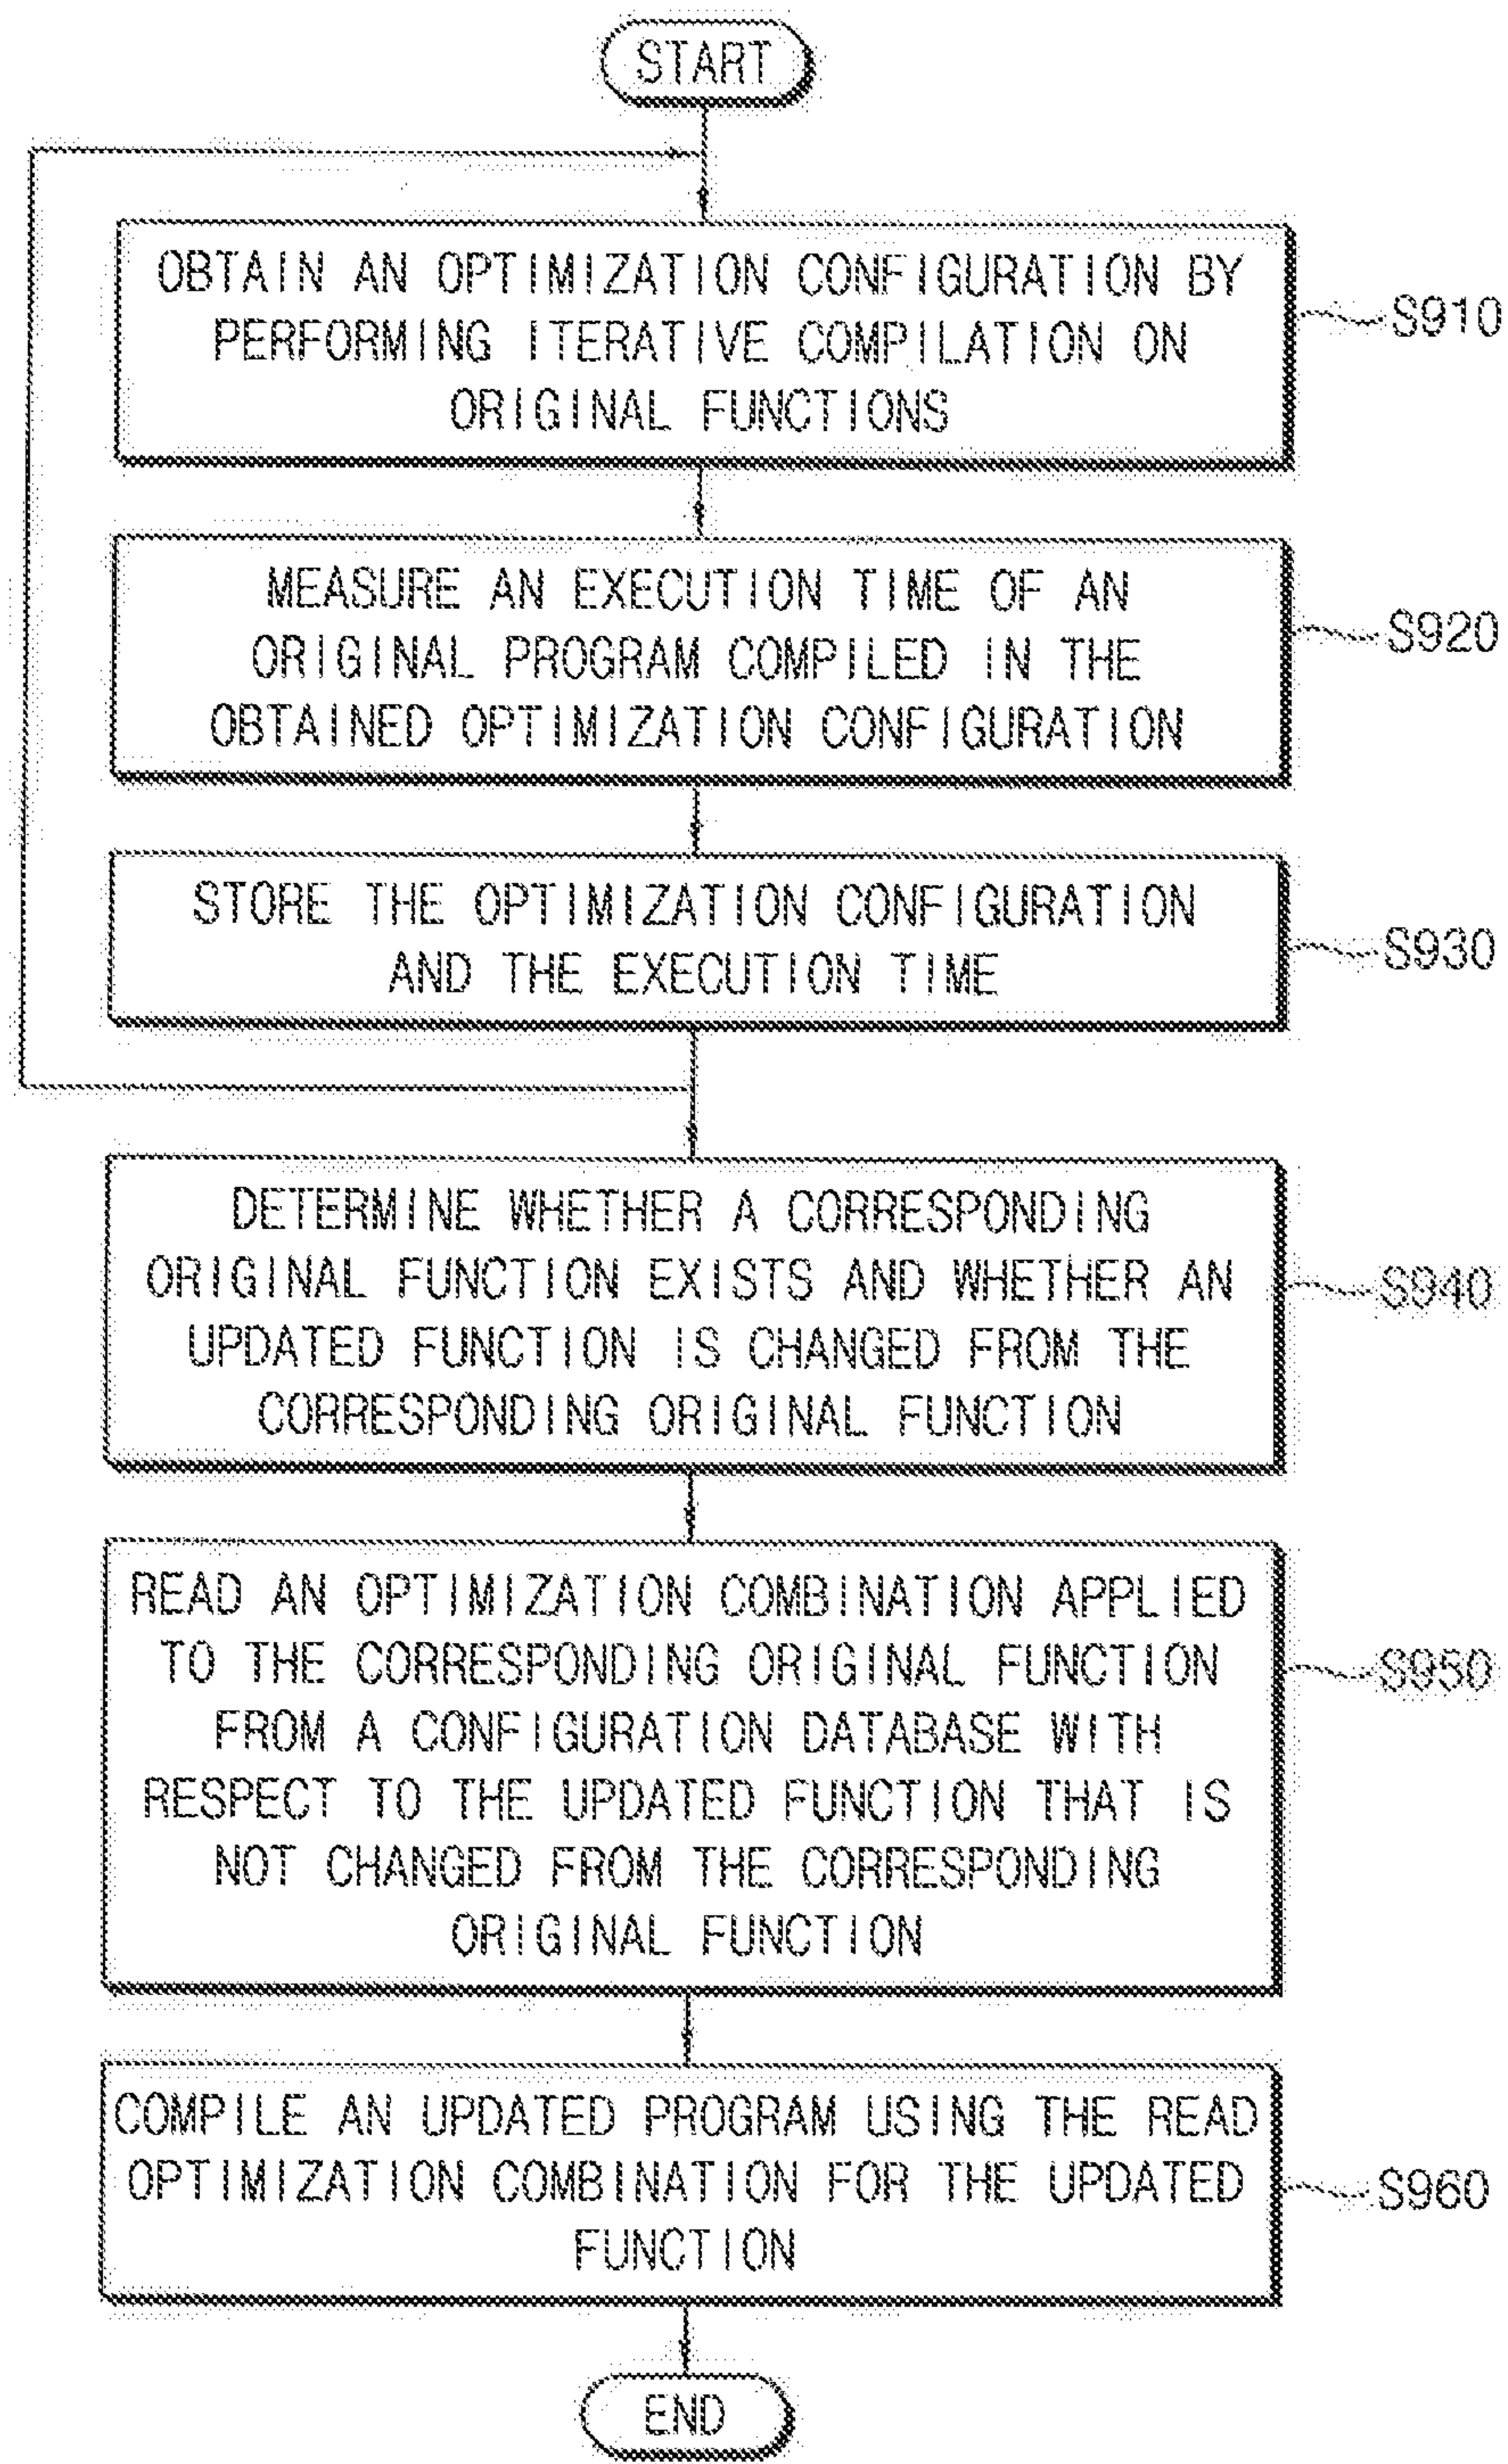 START
OBTAIN AN OPTIMIZATION CONFIGURATION BY
PERFORMING ITERATIVE COMPILATION ON
ORIGINAL FUNCTIONS
S910
MEASURE AN EXECUTION TIME OF AN
ORIGINAL PROGRAM COMPILED IN THE
OBTAINED OPTIMIZATION CONFIGURATION
S920
STORE THE OPTIMIZATION CONFIGURATION
AND THE EXECUTION TIME
S930
DETERMINE WHETHER A CORRESPONDING
ORIGINAL FUNCTION EXISTS AND WHETHER AN
UPDATED FUNCTION IS CHANGED FROM THE
CORRESPONDING ORIGINAL FUNCTION
S940
READ AN OPTIMIZATION COMBINATION APPLIED
TO THE CORRESPONDING ORIGINAL FUNCTION
FROM A CONFIGURATION DATABASE WITH
RESPECT TO THE UPDATED FUNCTION THAT IS
NOT CHANGED FROM THE CORRESPONDING
ORIGINAL FUNCTION
S950
COMPILE AN UPDATED PROGRAM USING THE READ
OPTIMIZATION COMBINATION FOR THE UPDATED
FUNCTION
S960
END